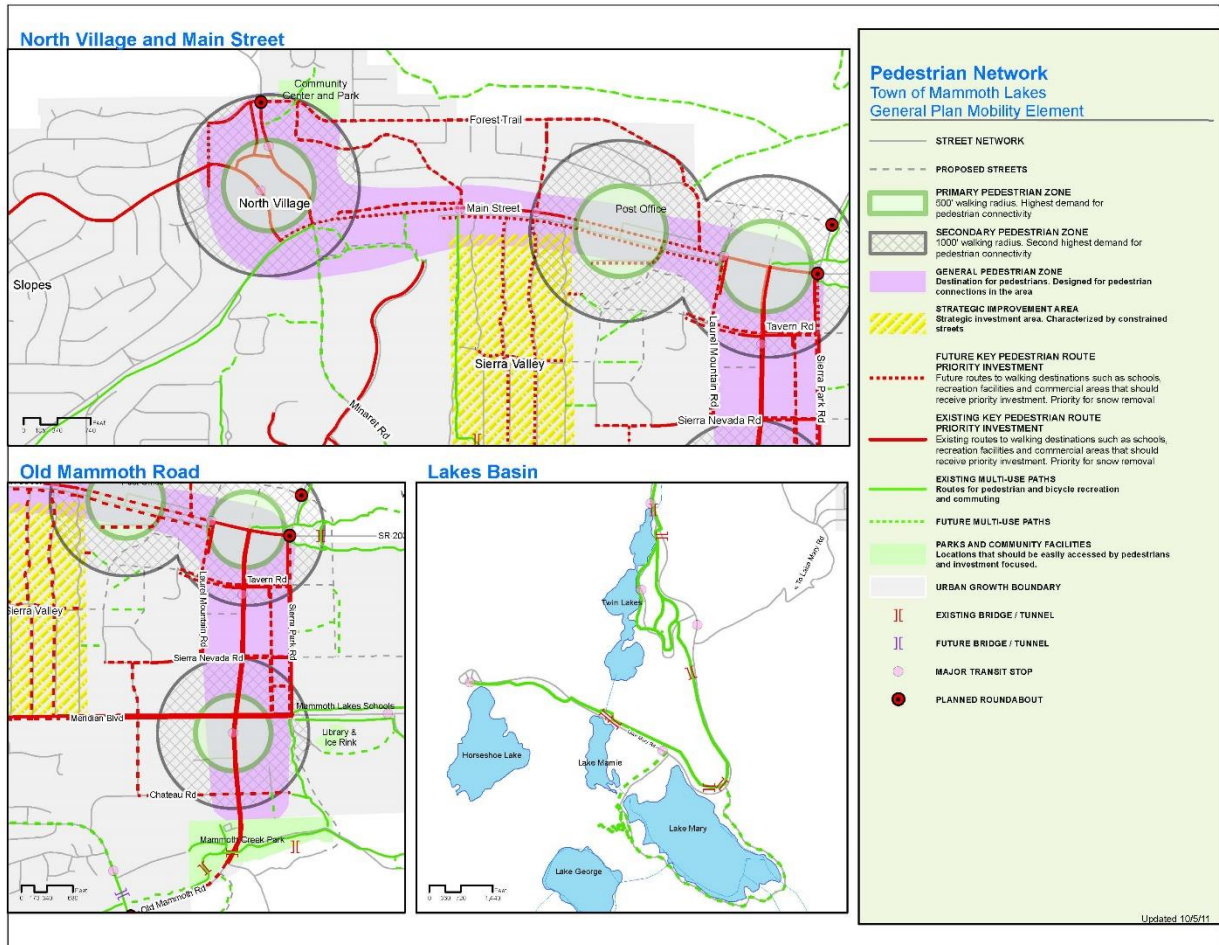 North Village and Main Street
Community
Center and Park
Forest Trail
North Village
Main Street
Post Office
Slopes
Tavern Rd
Laurel Mountain Rd
Sierra Park Rd
Sierra Valley
Minaret Rd
Sierra Nevada Rd
Old Mammoth Road
SR 203
Tavern Rd
Laurel Mountain Rd
Sierra Park Rd
Sierra Valley
Sierra Nevada Rd
Meridian Blvd
Mammoth Lakes Schools
Library &
Ice Rink
Chateau Rd
Mammoth Creek Park
Old Mammoth Rd
Lakes Basin
To Lake Mary Rd
Twin Lakes
Horseshoe Lake
Lake Mamie
Lake Mary Rd
Lake Mary
Lake George
Pedestrian Network
Town of Mammoth Lakes
General Plan Mobility Element
STREET NETWORK
PROPOSED STREETS
PRIMARY PEDESTRIAN ZONE
500' walking radius. Highest demand for
pedestrian connectivity
SECONDARY PEDESTRIAN ZONE
1000' walking radius. Second highest demand for
pedestrian connectivity
GENERAL PEDESTRIAN ZONE
Destination for pedestrians. Designed for pedestrian
connections in the area
STRATEGIC IMPROVEMENT AREA
Strategic investment area. Characterized by constrained
streets
FUTURE KEY PEDESTRIAN ROUTE
PRIORITY INVESTMENT
Future routes to walking destinations such as schools,
recreation facilities and commercial areas that should
receive priority investment. Priority for snow removal
EXISTING KEY PEDESTRIAN ROUTE
PRIORITY INVESTMENT
Existing routes to walking destinations such as schools,
recreation facilities and commercial areas that should
receive priority investment. Priority for snow removal
EXISTING MULTI-USE PATHS
Routes for pedestrian and bicycle recreation
and commuting
FUTURE MULTI-USE PATHS
PARKS AND COMMUNITY FACILITIES
Locations that should be easily accessed by pedestrians
and investment focused.
URBAN GROWTH BOUNDARY
EXISTING BRIDGE / TUNNEL
FUTURE BRIDGE / TUNNEL
MAJOR TRANSIT STOP
PLANNED ROUNDABOUT
Updated 10/5/11